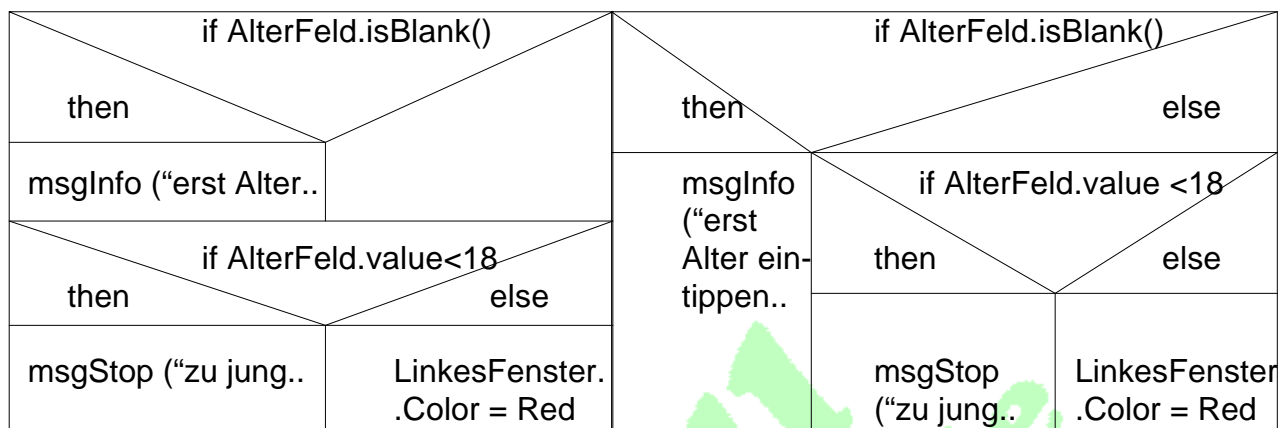 if AlterFeld.isBlank()
then
msgInfo (“erst Alter..
if AlterFeld.value<18
then else
msgStop (“zu jung..
LinkesFenster.
.Color = Red
if AlterFeld.isBlank()
then else
msgInfo
(“erst
Alter ein-
tippen..
if AlterFeld.value <18
then else
msgStop
(“zu jung..
LinkesFenster
.Color = Red